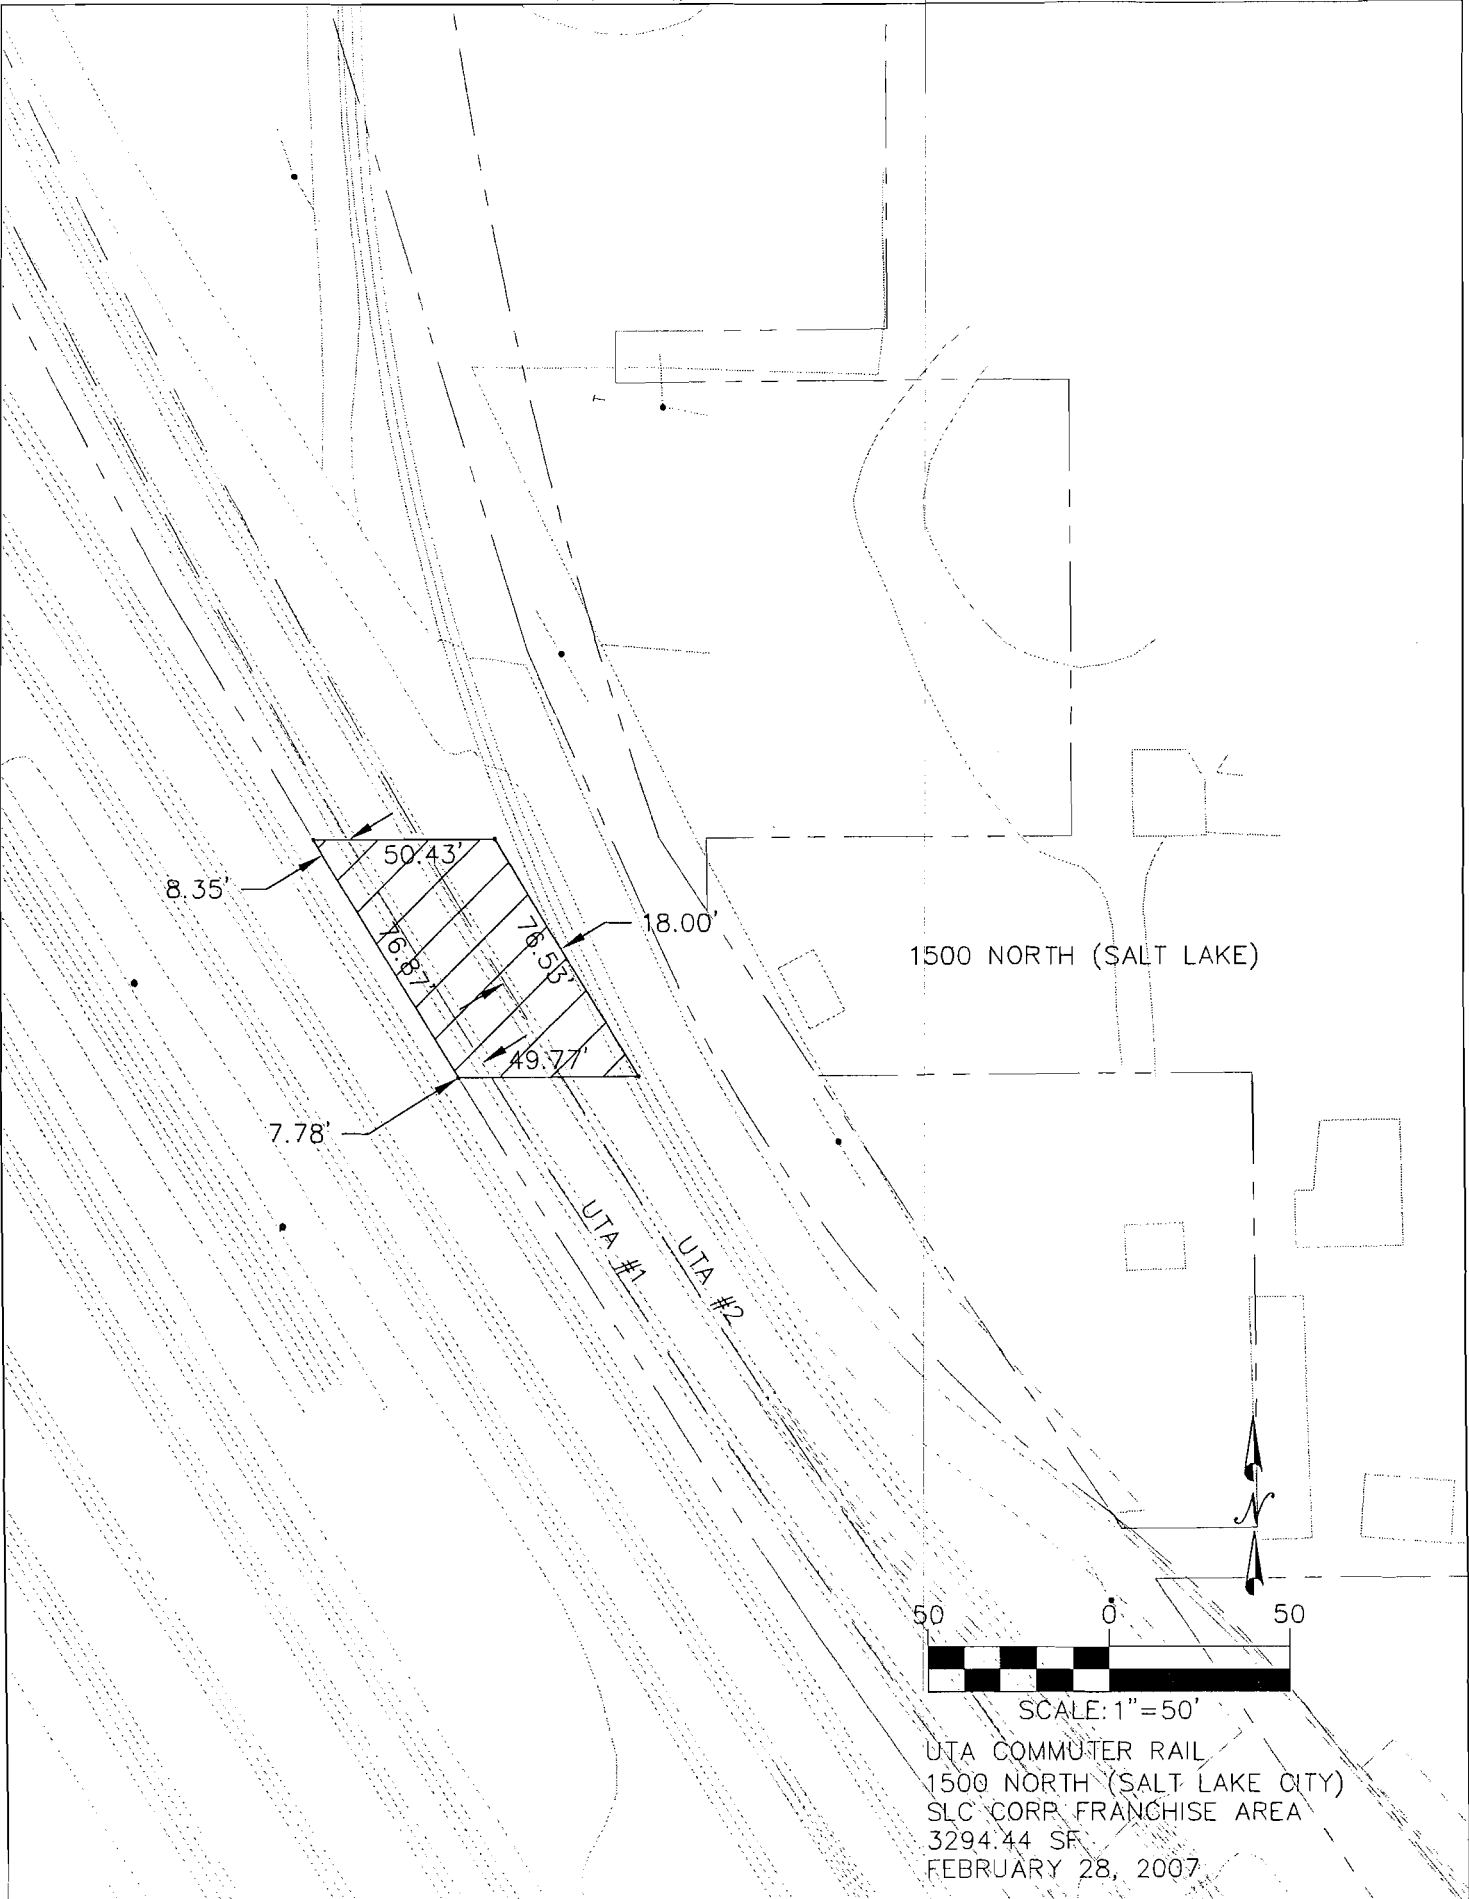 T
50.43'
8.35'
76.87'
76.53'
18.00'
1500 NORTH (SALT LAKE)
49.77'
7.78'
UTA #1
UTA #2
N
50 0 50
SCALE: 1"=50'
UTA COMMUTER RAIL
1500 NORTH (SALT LAKE CITY)
SLC CORP FRANCHISE AREA
3294.44 SF
FEBRUARY 28, 2007